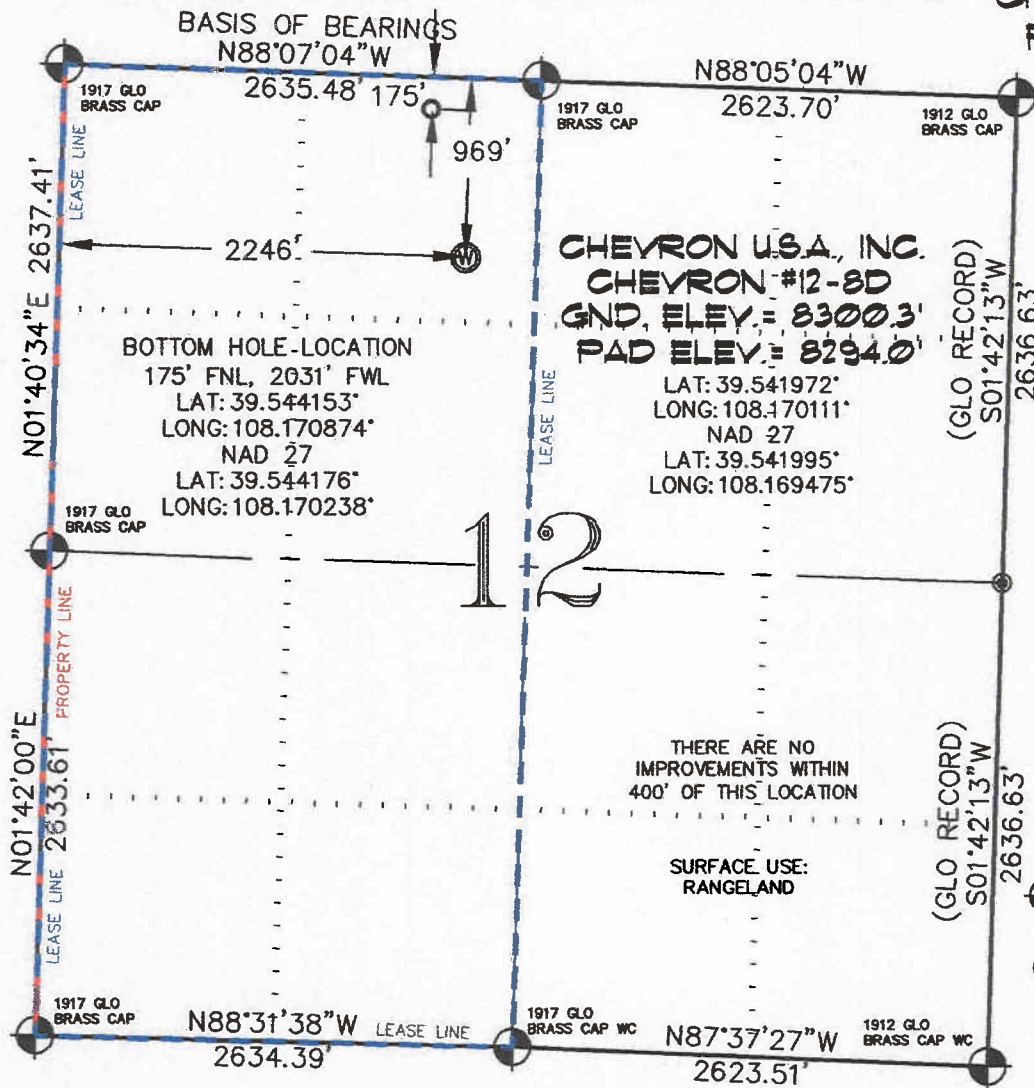 BASIS OF BEARINGS
N88°07'04"W
2635.48'
175'
N88°05'04"W
2623.70'
1917 GLO
BRASS CAP
1917 GLO
BRASS CAP
1912 GLO
BRASS CAP
LEASE LINE
N01°40'34"E 2637.41'
969'
2246'
CHEVRON U.S.A., INC.
CHEVRON #12-8D
GND. ELEV.= 8300.3'
PAD ELEV.= 8294.0'
LAT: 39.541972°
LONG: 108.170111°
NAD 27
LAT: 39.541995°
LONG: 108.169475°
W
BOTTOM HOLE LOCATION
175' FNL, 2031' FWL
LAT: 39.544153°
LONG: 108.170874°
NAD 27
LAT: 39.544176°
LONG: 108.170238°
LEASE LINE
(GLO RECORD)
S01°42'13"W
2636.63'
1917 GLO
BRASS CAP
12
PROPERTY LINE
N01°42'00"E
2633.61'
LEASE LINE
THERE ARE NO
IMPROVEMENTS WITHIN
400' OF THIS LOCATION
SURFACE USE:
RANGELAND
(GLO RECORD)
S01°42'13"W
2636.63'
1917 GLO
BRASS CAP
N88°31'38"W
LEASE LINE
2634.39'
1917 GLO
BRASS CAP WC
N87°37'27"W
2623.51'
1912 GLO
BRASS CAP WC